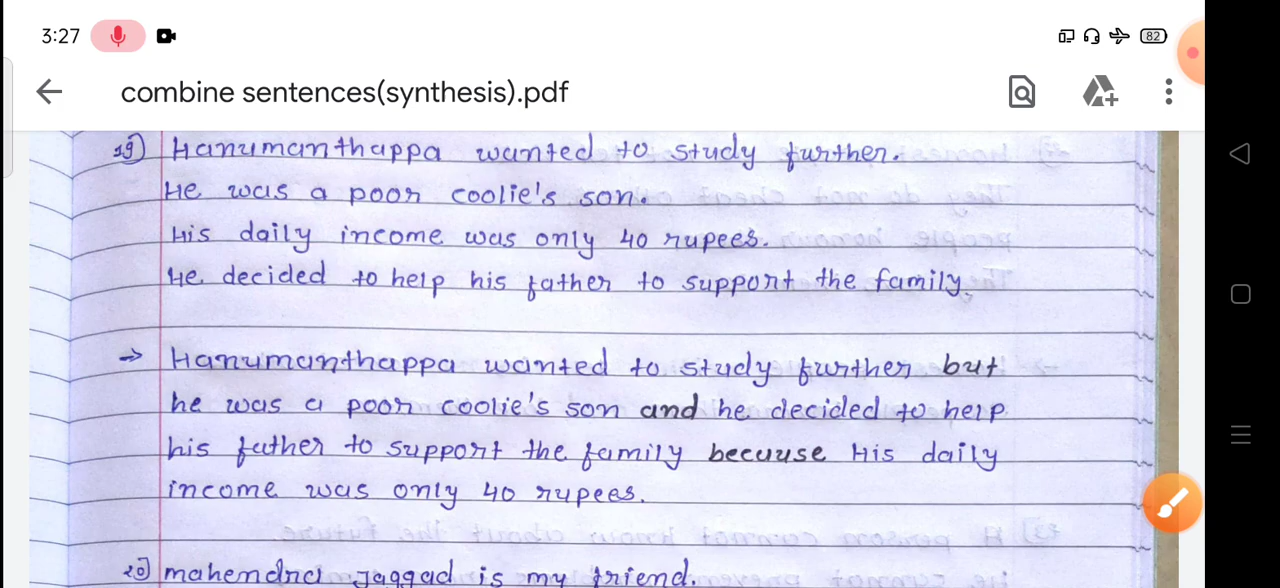 3:27 82
combine sentences(synthesis).pdf
19) Hanumanthappa wanted to study further.
He was a poor coolie's son.
His daily income was only 40 rupees.
He decided to help his father to support the family.
→ Hanumanthappa wanted to study further but
he was a poor coolie's son and he decided to help
his father to support the family because His daily
income was only 40 rupees.
20) mahendra Jaggad is my friend.